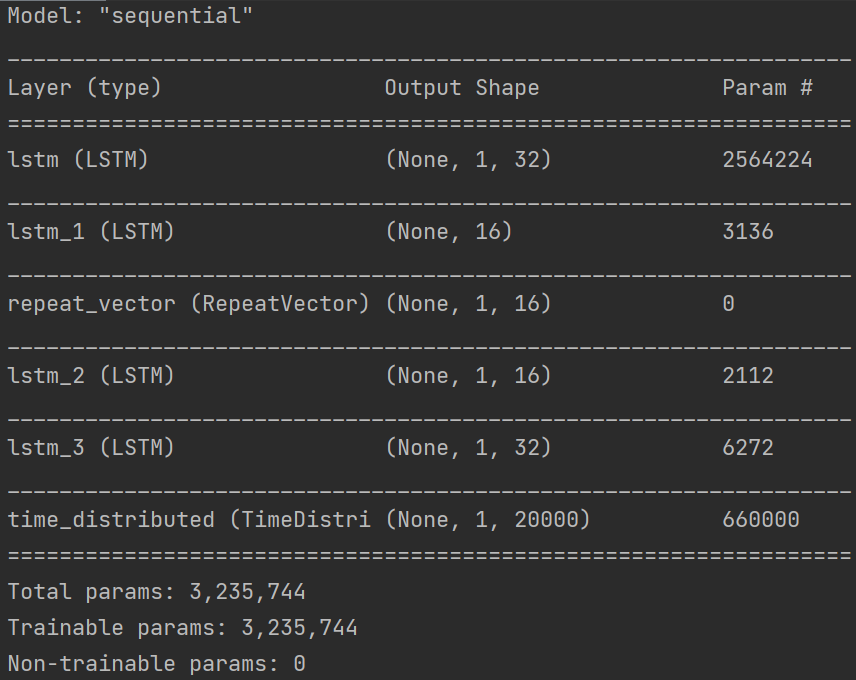 Model: "sequential"
_________________________________________________________________
Layer (type)                 Output Shape              Param #
=================================================================
lstm (LSTM)                  (None, 1, 32)             2564224
_________________________________________________________________
lstm_1 (LSTM)                (None, 16)                3136
_________________________________________________________________
repeat_vector (RepeatVector) (None, 1, 16)             0
_________________________________________________________________
lstm_2 (LSTM)                (None, 1, 16)             2112
_________________________________________________________________
lstm_3 (LSTM)                (None, 1, 32)             6272
_________________________________________________________________
time_distributed (TimeDistri (None, 1, 20000)          660000
=================================================================
Total params: 3,235,744
Trainable params: 3,235,744
Non-trainable params: 0